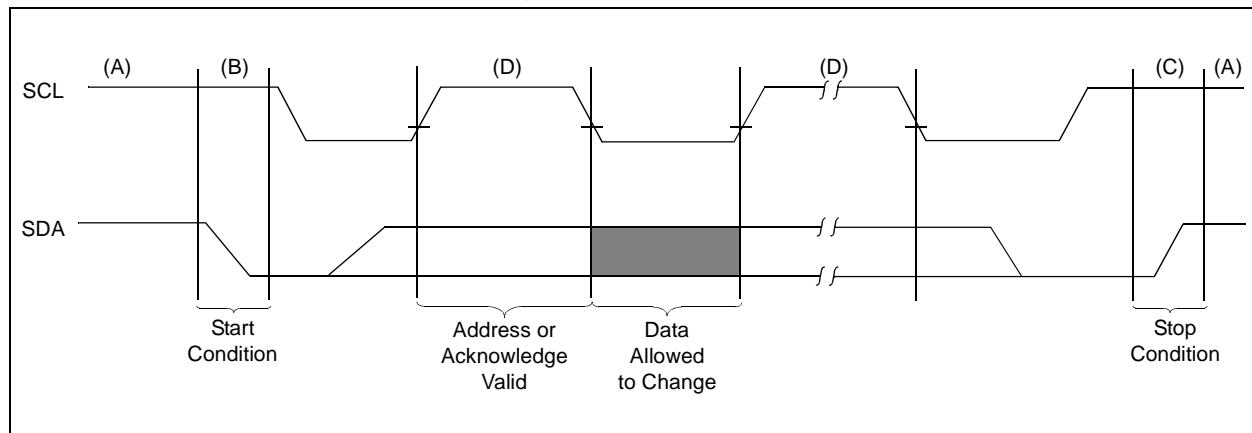 (A) (B) (D) (D) (C) (A)
SCL
SDA
Start
Condition
Address or
Acknowledge
Valid
Data
Allowed
to Change
Stop
Condition